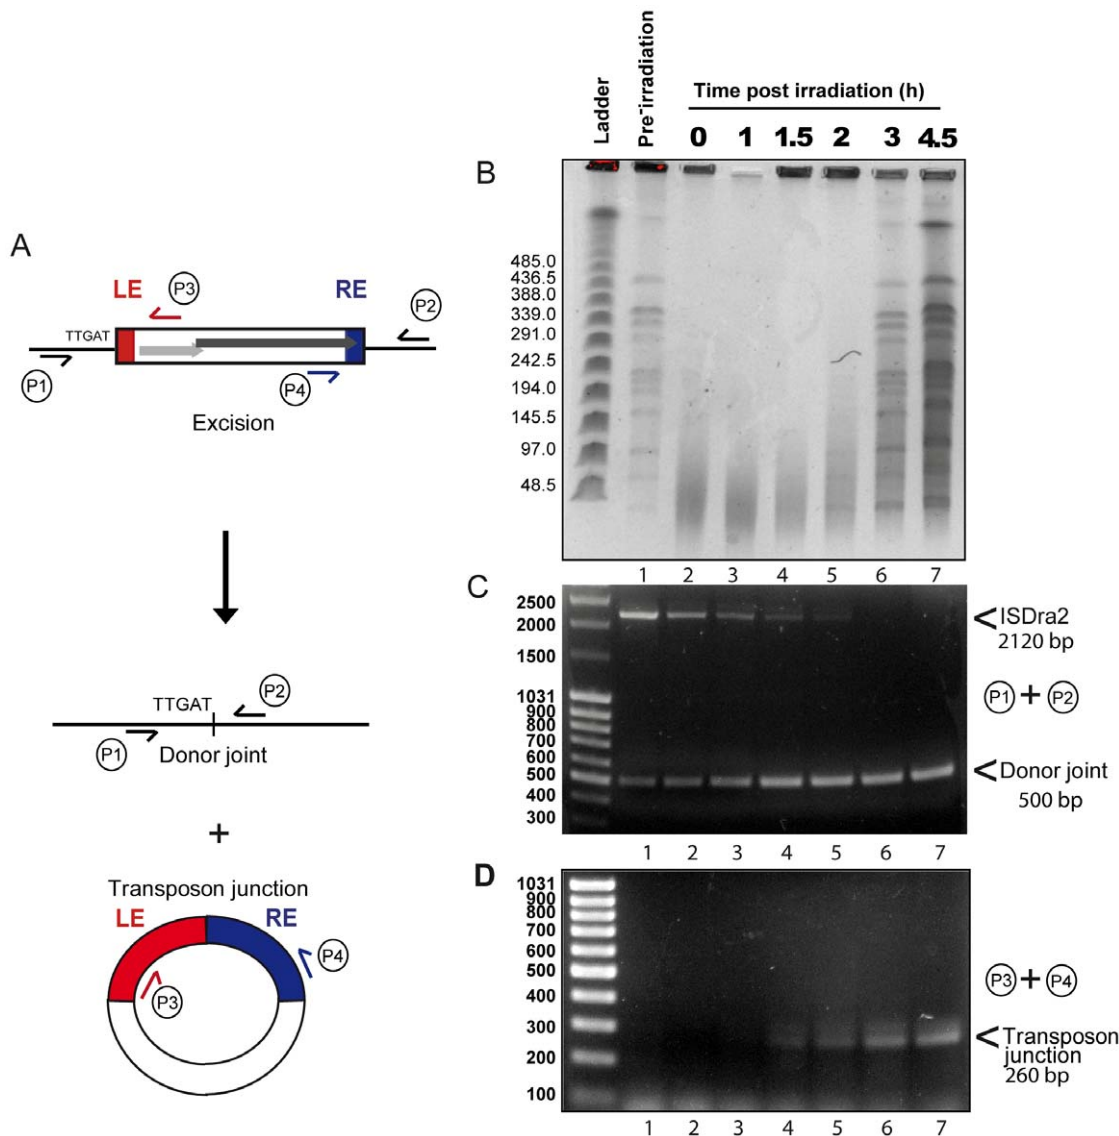 A
LE
P3
RE
P2
TTGAT
P1
P4
Excision
TTGAT
P2
P1
Donor joint
+
Transposon junction
LE
RE
P4
P3
B
Ladder
Pre-irradiation
Time post irradiation (h)
0 1 1.5 2 3 4.5
485.0
436.5
388.0
339.0
291.0
242.5
194.0
145.5
97.0
48.5
1 2 3 4 5 6 7
C
2500
2000
1500
1031
900
800
700
600
500
400
300
< ISDra2
2120 bp
P1 + P2
< Donor joint
500 bp
1 2 3 4 5 6 7
D
1031
900
800
700
600
500
400
300
200
100
P3 + P4
< Transposon
junction
260 bp
1 2 3 4 5 6 7